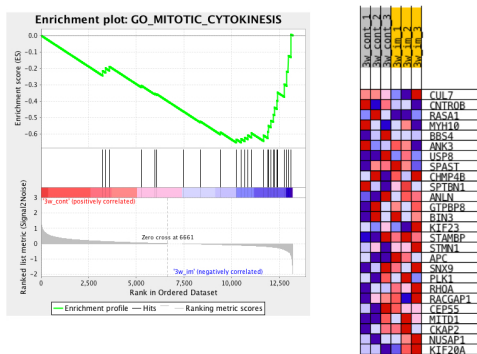 Enrichment plot: GO_MITOTIC_CYTOKINESIS
Enrichment score (ES)
0.0
-0.1
-0.2
-0.3
-0.4
-0.5
-0.6
Ranked list metric (Signal2Noise)
'3w_cont' (positively correlated)
3
2
1
0
-1
-2
Zero cross at 6661
'3w_im' (negatively correlated)
0 2,500 5,000 7,500 10,000 12,500
Rank in Ordered Dataset
Enrichment profile Hits Ranking metric scores
3w_cont_1
3w_cont_2
3w_cont_3
3w_im_1
3w_im_2
3w_im_3
CUL7
CNTROB
RASA1
MYH10
BBS4
ANK3
USP8
SPAST
CHMP4B
SPTBN1
ANLN
GTPBP8
BIN3
KIF23
STAMBP
STMN1
APC
SNX9
PLK1
RHOA
RACGAP1
CEP55
MITD1
CKAP2
NUSAP1
KIF20A